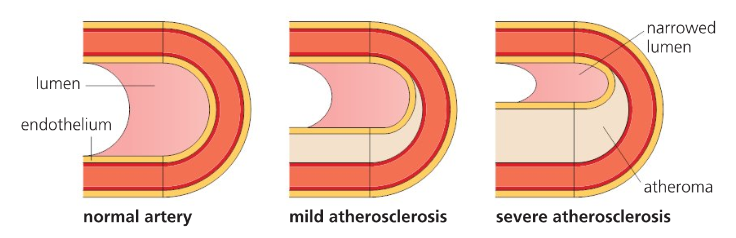 lumen
endothelium
narrowed
lumen
atheroma
normal artery
mild atherosclerosis
severe atherosclerosis